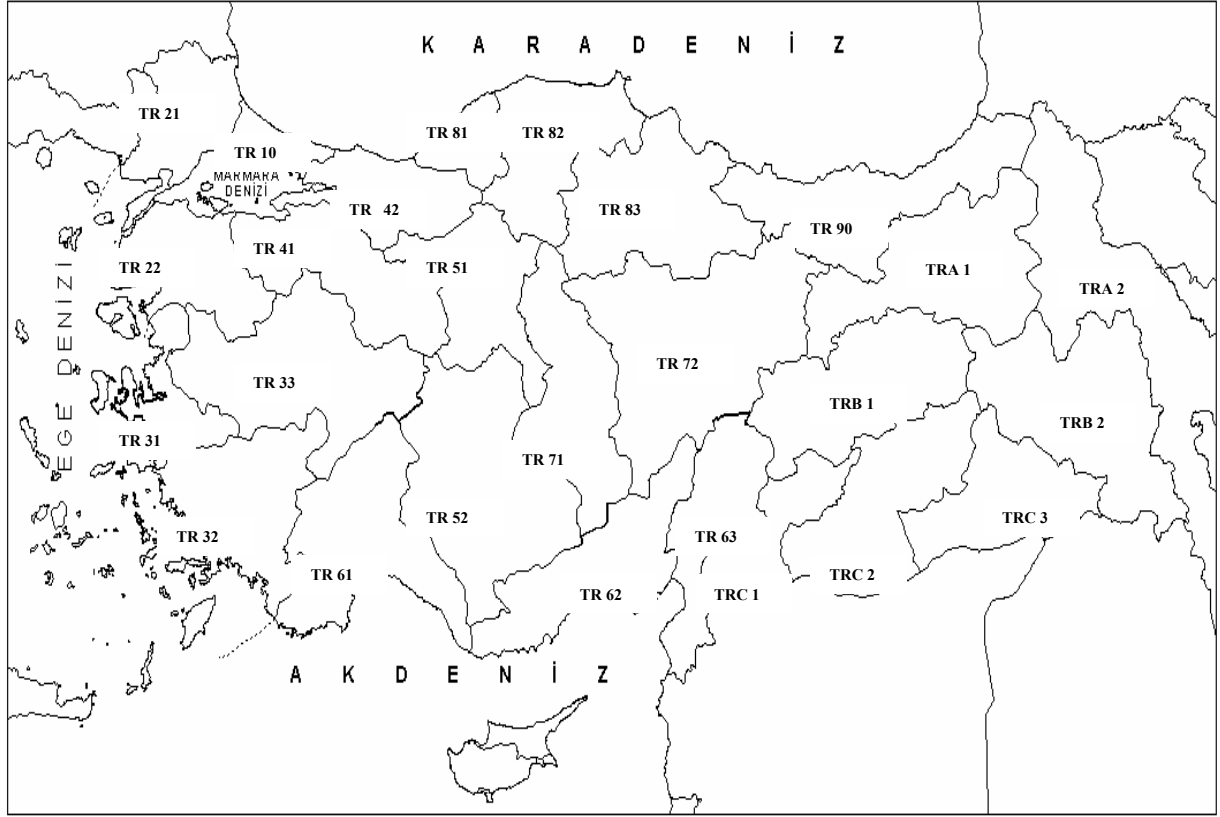 K A R A D E N İ Z
TR 21
TR 81
TR 82
TR 10
MARMARA
DENİZİ
TR 42
TR 83
TR 90
TR 41
TR 22
TR 51
TRA 1
TRA 2
EGE DENİZİ
TR 72
TR 33
TRB 1
TRB 2
TR 31
TR 71
TR 52
TRC 3
TR 32
TR 63
TR 61
TRC 2
TR 62
TRC 1
A K D E N İ Z